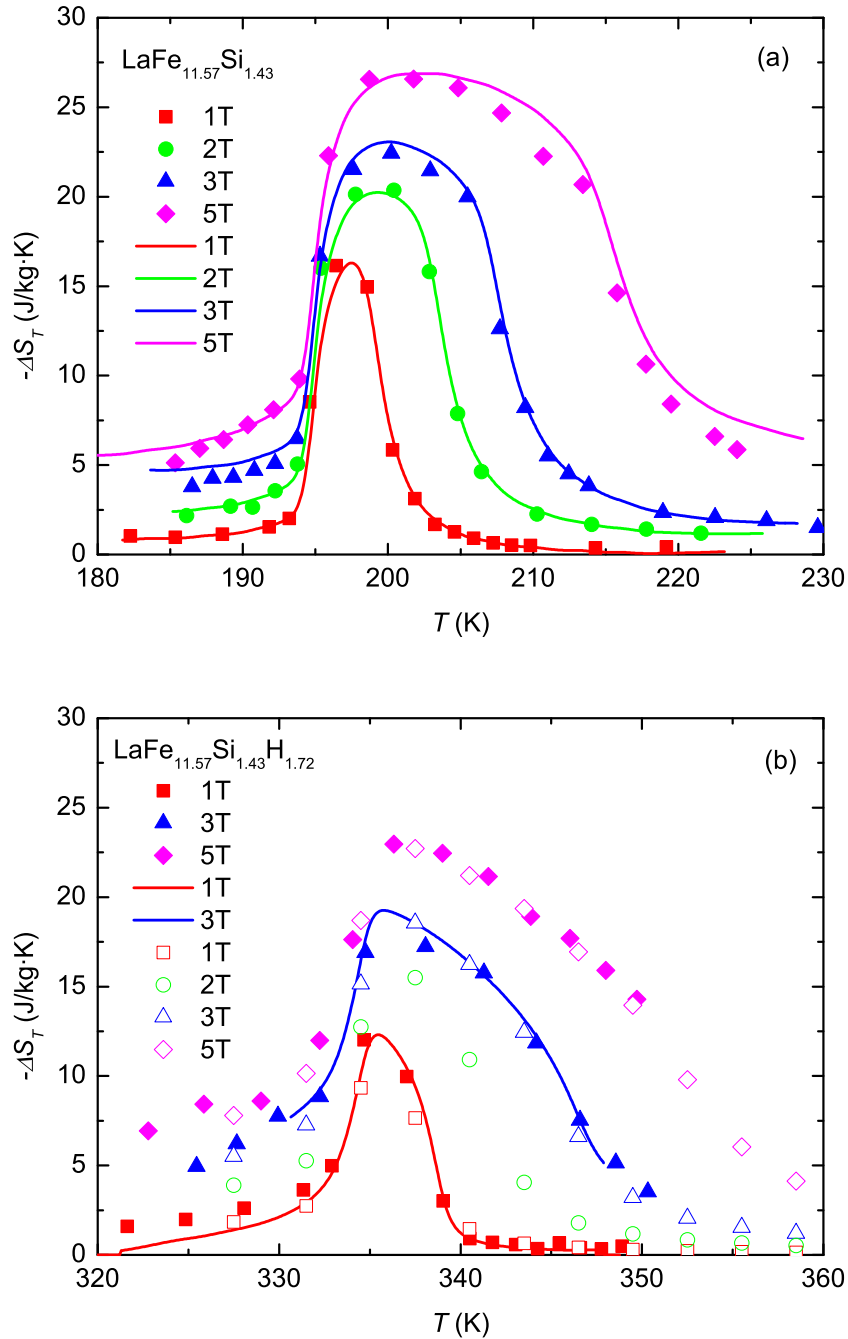 30
25
20
15
10
5
0
-ΔS_T (J/kg·K)
LaFe₁₁.₅₇Si₁.₄₃
(a)
1T
2T
3T
5T
1T
2T
3T
5T
180 190 200 210 220 230
T (K)
30
25
20
15
10
5
0
-ΔS_T (J/kg·K)
LaFe₁₁.₅₇Si₁.₄₃H₁.₇₂
(b)
1T
3T
5T
1T
3T
1T
2T
3T
5T
320 330 340 350 360
T (K)